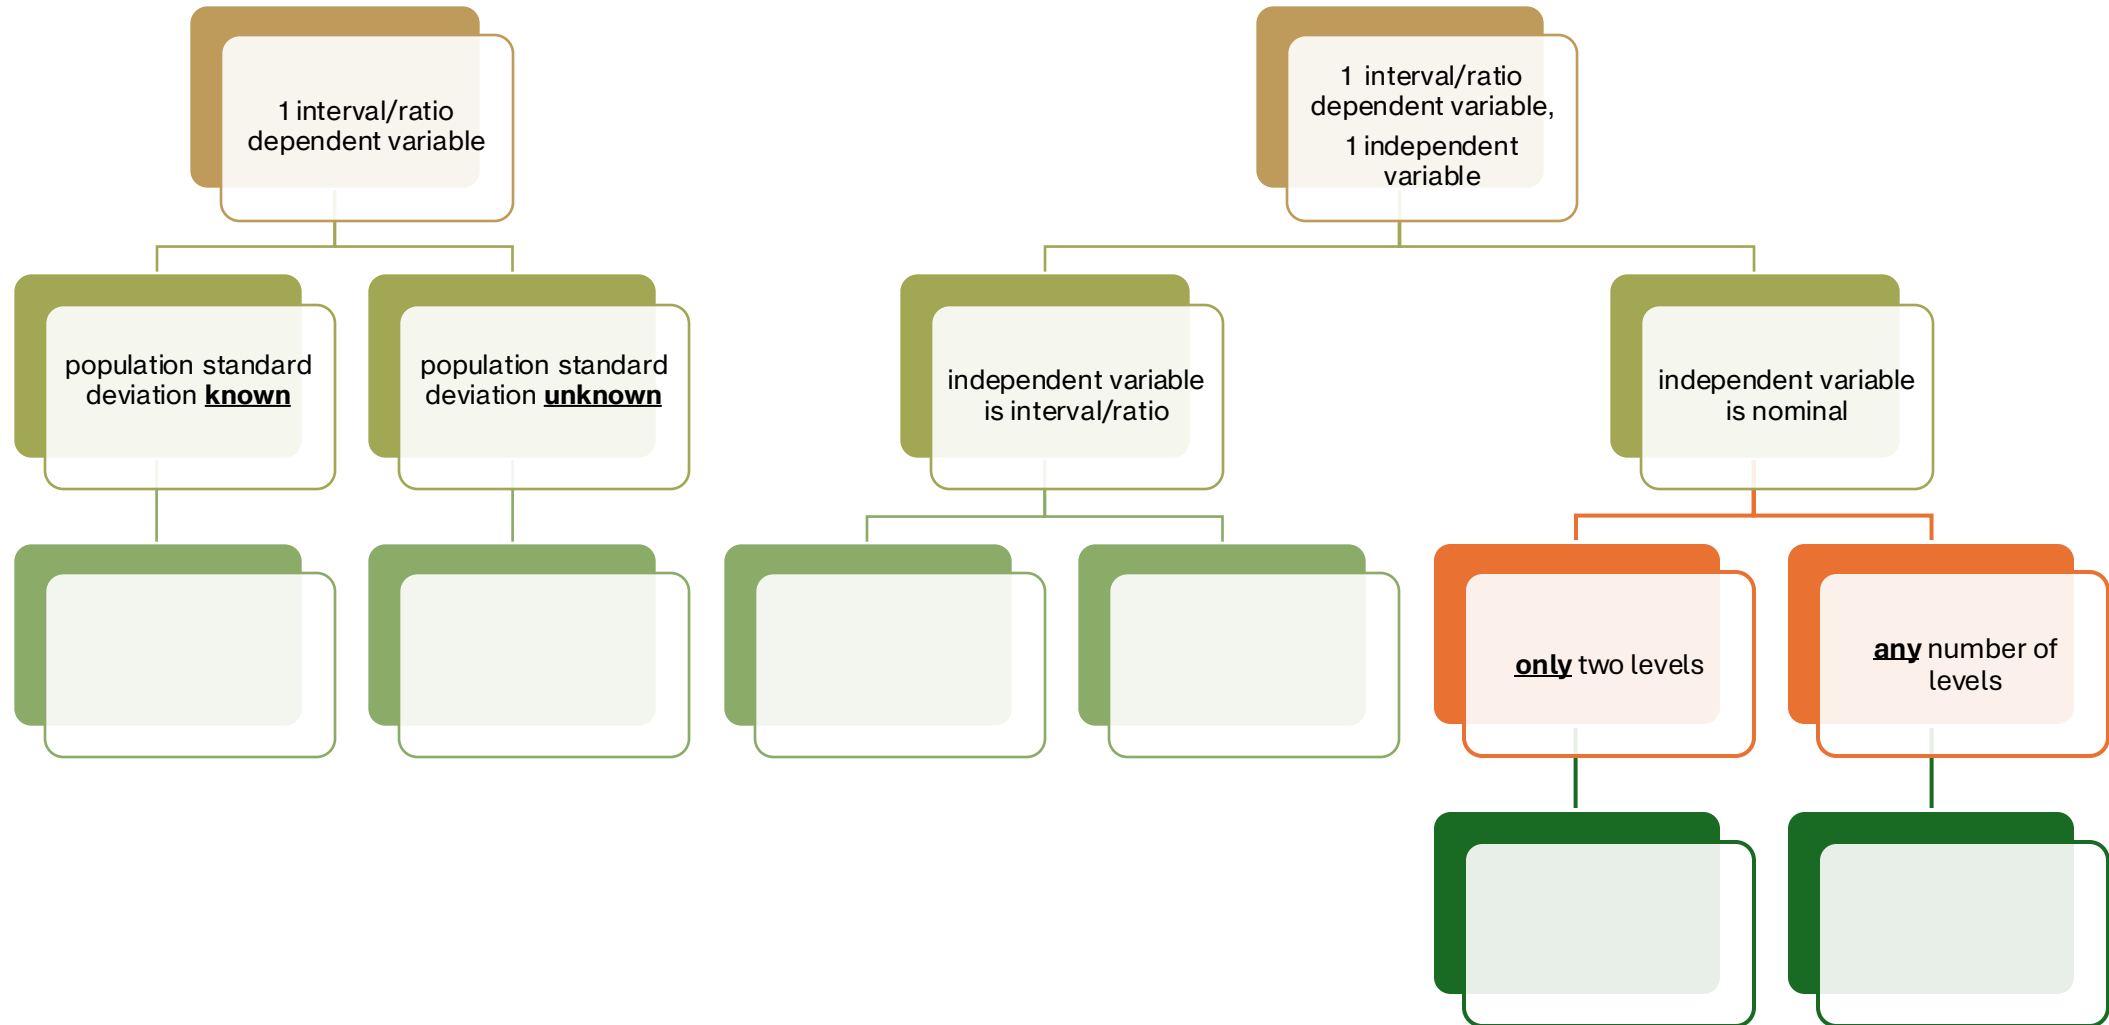 1 interval/ratio
dependent variable
1 interval/ratio
dependent variable,
1 independent
variable
population standard
deviation known
population standard
deviation unknown
independent variable
is interval/ratio
independent variable
is nominal
only two levels
any number of
levels